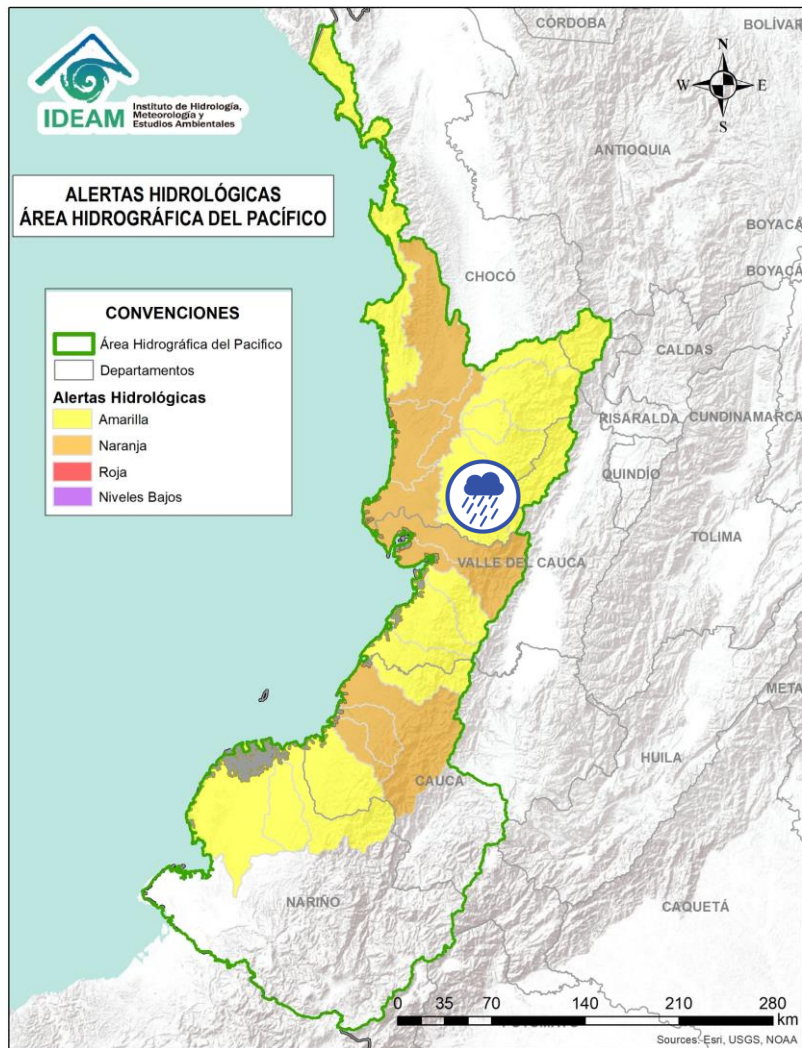 CÓRDOBA
BOLÍVAR
IDEAM
Instituto de Hidrología,
Meteorología y
Estudios Ambientales
N
W E
S
ANTIOQUIA
ALERTAS HIDROLÓGICAS
ÁREA HIDROGRÁFICA DEL PACÍFICO
BOYACÁ
CHOCÓ
BOYACÁ
CONVENCIONES
Área Hidrográfica del Pacifico
Departamentos
Alertas Hidrológicas
Amarilla
Naranja
Roja
Niveles Bajos
CALDAS
RISARALDA
CUNDINAMARCA
QUINDÍO
TOLIMA
VALLE DEL CAUCA
META
HUILA
CAUCA
NARIÑO
CAQUETÁ
0 35 70 140 210 280
km
Sources: Esri, USGS, NOAA